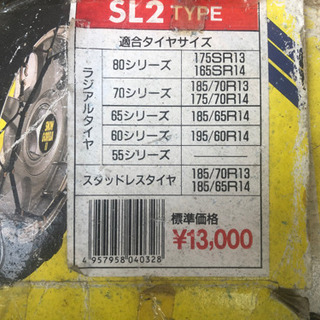 SL2 TYPE
適合タイヤサイズ
ラジアルタイヤ
80シリーズ 175SR13
165SR14
70シリーズ 185/70R13
175/70R14
65シリーズ 185/65R14
60シリーズ 195/60R14
55シリーズ ———
スタッドレスタイヤ 185/70R13
185/65R14
標準価格
¥13,000
4 957958 040328